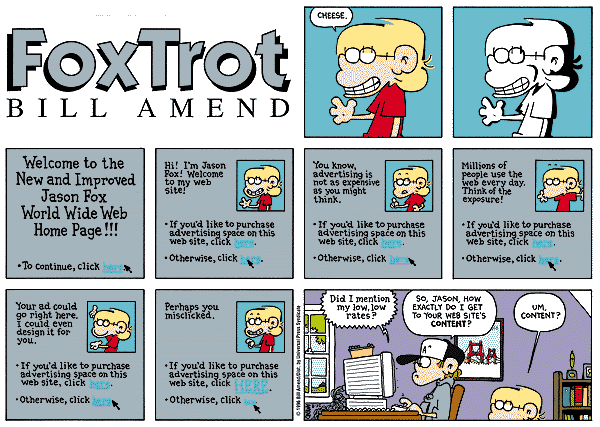 FoxTrot
BILL AMEND
CHEESE.
Welcome to the
New and Improved
Jason Fox
World Wide Web
Home Page!!!
• To continue, click here.
Hi! I'm Jason
Fox! Welcome
to my web
site!
• If you'd like to purchase
advertising space on this
web site, click here.
• Otherwise, click here.
You know,
advertising is
not as expensive
as you might
think.
• If you'd like to purchase
advertising space on this
web site, click here.
• Otherwise, click here.
Millions of
people use the
web every day.
Think of the
exposure!
• If you'd like to purchase
advertising space on this
web site, click here.
• Otherwise, click here.
Your ad could
go right here.
I could even
design it for
you.
• If you'd like to purchase
advertising space on this
web site, click here.
• Otherwise, click here.
Perhaps you
misclicked.
• If you'd like to purchase
advertising space on this
web site, click HERE.
• Otherwise, click
Did I mention
my low, low
rates?
SO, JASON, HOW
EXACTLY DO I GET
TO YOUR WEB SITE'S
CONTENT?
UM,
CONTENT?
© 1996 Bill Amend/Dist. by Universal Press Syndicate